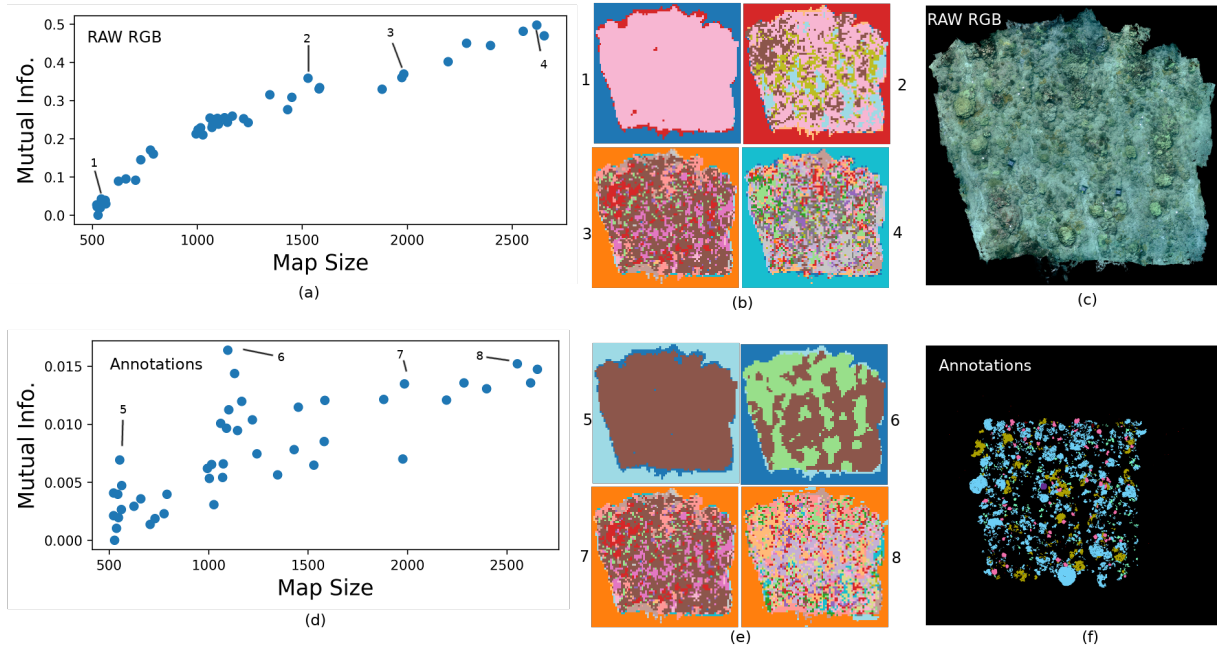 RAW RGB
Mutual Info.
0.5
0.4
0.3
0.2
0.1
0.0
1
2
3
4
500
1000
1500
2000
2500
Map Size
(a)
1
2
3
4
(b)
RAW RGB
(c)
Annotations
Mutual Info.
0.015
0.010
0.005
0.000
5
6
7
8
500
1000
1500
2000
2500
Map Size
(d)
5
6
7
8
(e)
Annotations
(f)